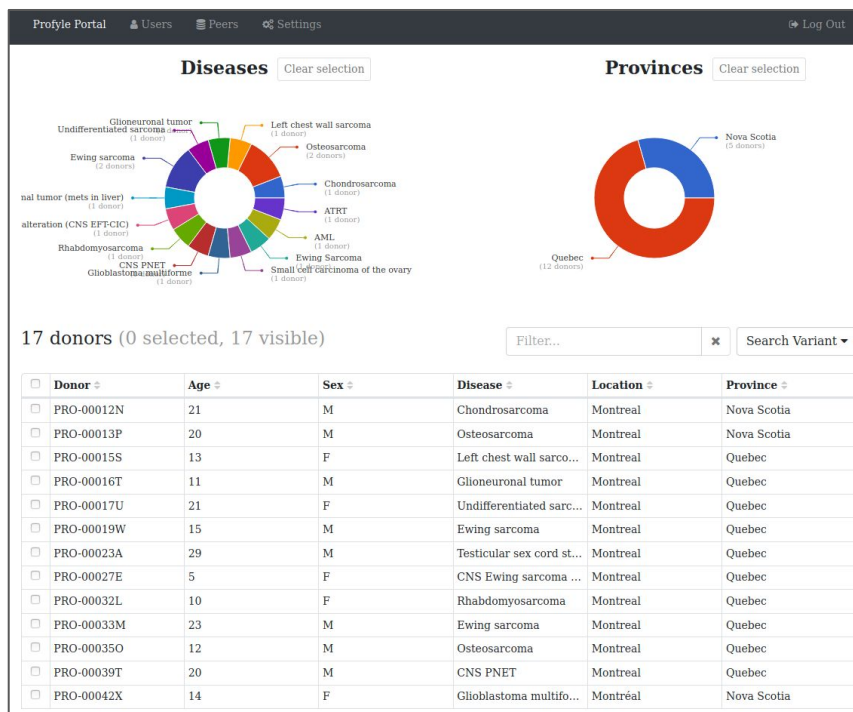 Profyle Portal Users Peers Settings Log Out
Diseases Clear selection
Provinces Clear selection
Glioneuronal tumor
Undifferentiated sarcoma
(1 donor)
Ewing sarcoma
(2 donors)
nal tumor (mets in liver)
(1 donor)
alteration (CNS EFT-CIC)
(1 donor)
Rhabdomyosarcoma
(1 donor)
CNS PNET
Glioblastoma multiforme
(1 donor)
Left chest wall sarcoma
(1 donor)
Osteosarcoma
(2 donors)
Chondrosarcoma
(1 donor)
ATRT
(1 donor)
AML
(1 donor)
Ewing Sarcoma
(1 donor)
Small cell carcinoma of the ovary
(1 donor)
Nova Scotia
(5 donors)
Quebec
(12 donors)
17 donors (0 selected, 17 visible) Filter... Search Variant
Donor Age Sex Disease Location Province
PRO-00012N 21 M Chondrosarcoma Montreal Nova Scotia
PRO-00013P 20 M Osteosarcoma Montreal Nova Scotia
PRO-00015S 13 F Left chest wall sarco... Montreal Quebec
PRO-00016T 11 M Glioneuronal tumor Montreal Quebec
PRO-00017U 21 F Undifferentiated sarc... Montreal Quebec
PRO-00019W 15 M Ewing sarcoma Montreal Quebec
PRO-00023A 29 M Testicular sex cord st... Montreal Quebec
PRO-00027E 5 F CNS Ewing sarcoma ... Montreal Quebec
PRO-00032L 10 F Rhabdomyosarcoma Montreal Quebec
PRO-00033M 23 M Ewing sarcoma Montreal Quebec
PRO-00035O 12 M Osteosarcoma Montreal Quebec
PRO-00039T 20 M CNS PNET Montreal Quebec
PRO-00042X 14 F Glioblastoma multifo... Montréal Nova Scotia